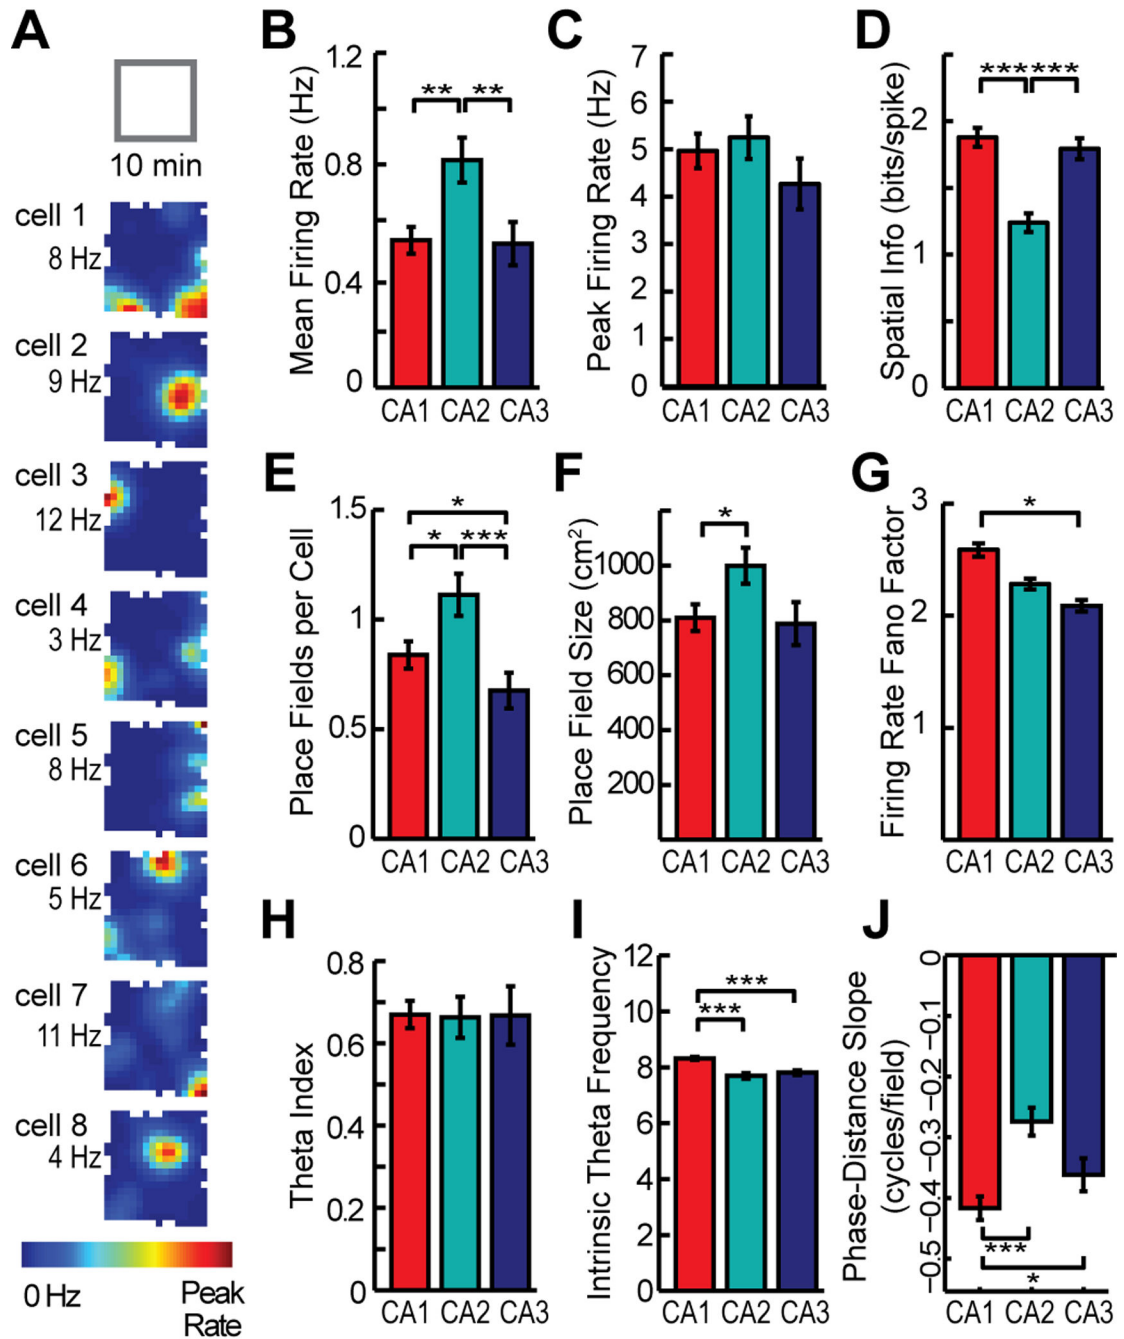 A
10 min
cell 1
8 Hz
cell 2
9 Hz
cell 3
12 Hz
cell 4
3 Hz
cell 5
8 Hz
cell 6
5 Hz
cell 7
11 Hz
cell 8
4 Hz
0 Hz
Peak
Rate
B
Mean Firing Rate (Hz)
1.2
0.8
0.4
0
** **
CA1 CA2 CA3
C
Peak Firing Rate (Hz)
7
6
5
4
3
2
1
0
CA1 CA2 CA3
D
Spatial Info (bits/spike)
2
1
0
*** ***
CA1 CA2 CA3
E
Place Fields per Cell
1.5
1
0.5
0
*
* ***
CA1 CA2 CA3
F
Place Field Size (cm²)
1000
800
600
400
200
*
CA1 CA2 CA3
G
Firing Rate Fano Factor
3
2
1
*
CA1 CA2 CA3
H
Theta Index
0.8
0.6
0.4
0.2
0
CA1 CA2 CA3
I
Intrinsic Theta Frequency
12
10
8
6
4
2
0
***
***
CA1 CA2 CA3
J
Phase-Distance Slope
(cycles/field)
0
−0.1
−0.2
−0.3
−0.4
−0.5
***
*
CA1 CA2 CA3